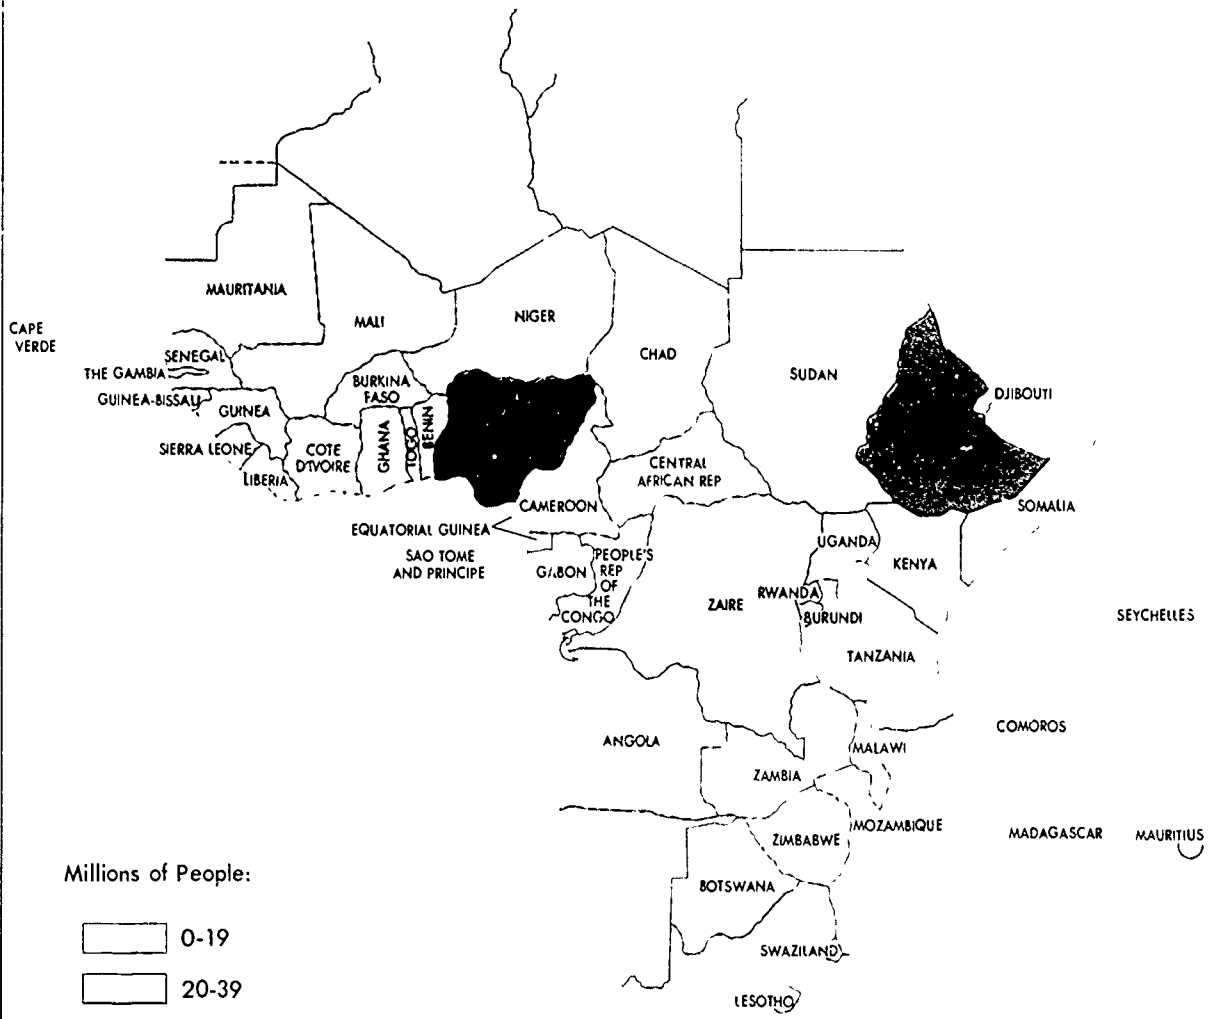 MAURITANIA
MALI
NIGER
CHAD
SUDAN
CAPE
VERDE
SENEGAL
THE GAMBIA
GUINEA-BISSAU
GUINEA
SIERRA LEONE
LIBERIA
COTE
D'IVOIRE
BURKINA
FASO
GHANA
TOGO
BENIN
DJIBOUTI
CENTRAL
AFRICAN REP
CAMEROON
SOMALIA
EQUATORIAL GUINEA
SAO TOME
AND PRINCIPE
GABON
PEOPLE'S
REP
OF
THE
CONGO
UGANDA
KENYA
ZAIRE
RWANDA
BURUNDI
TANZANIA
SEYCHELLES
ANGOLA
COMOROS
MALAWI
ZAMBIA
MOZAMBIQUE
ZIMBABWE
MADAGASCAR
MAURITIUS
BOTSWANA
SWAZILAND
LESOTHO
Millions of People:
0-19
20-39